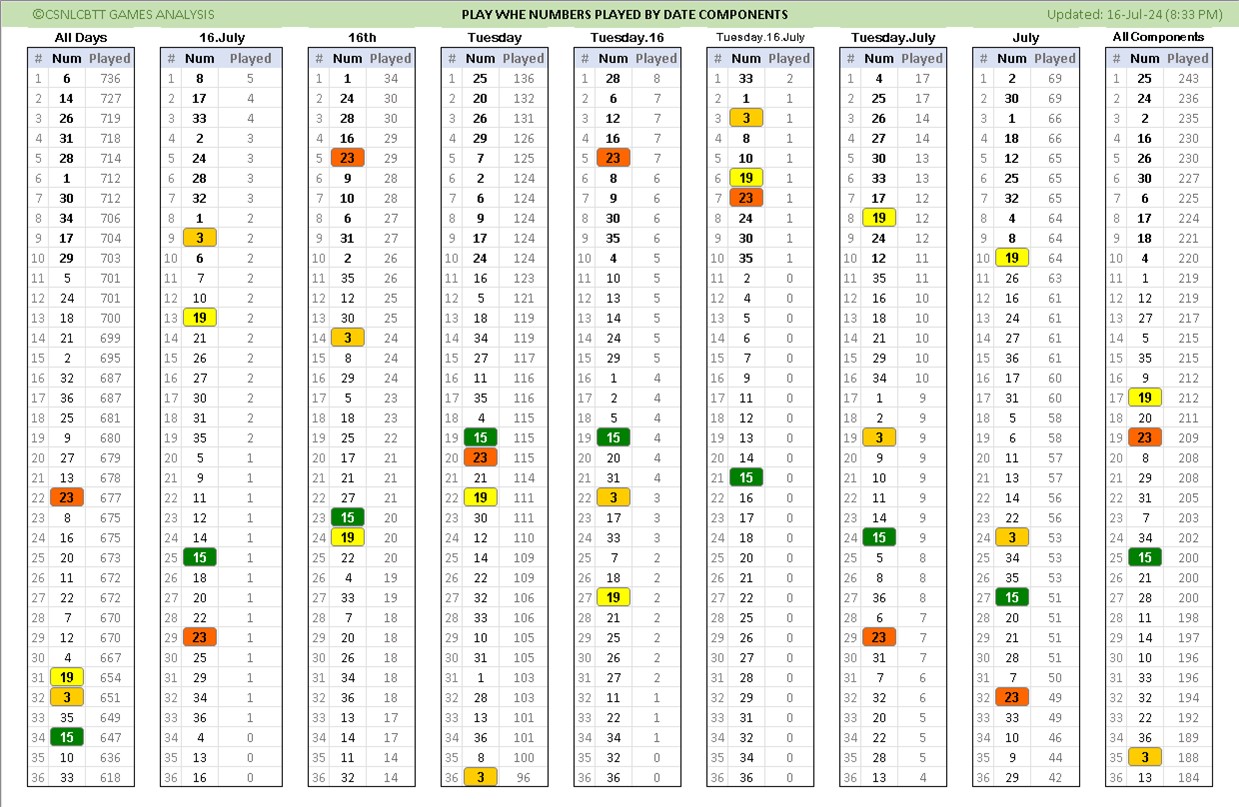 ©CSNLCBTT GAMES ANALYSIS PLAY WHE NUMBERS PLAYED BY DATE COMPONENTS Updated: 16-Jul-24 (8:33 PM)
All Days 16.July 16th Tuesday Tuesday.16 Tuesday.16.July Tuesday.July July All Components
# Num Played # Num Played # Num Played # Num Played # Num Played # Num Played # Num Played # Num Played # Num Played
1 6 736 1 8 5 1 1 34 1 25 136 1 28 8 1 33 2 1 4 17 1 2 69 1 25 243
2 14 727 2 17 4 2 24 30 2 20 132 2 6 7 2 1 1 2 25 17 2 30 69 2 24 236
3 26 719 3 33 4 3 28 30 3 26 131 3 12 7 3 3 1 3 26 14 3 1 66 3 2 235
4 31 718 4 2 3 4 16 29 4 29 126 4 16 7 4 8 1 4 27 14 4 18 66 4 16 230
5 28 714 5 24 3 5 23 29 5 7 125 5 23 7 5 10 1 5 30 13 5 12 65 5 26 230
6 1 712 6 28 3 6 9 28 6 2 124 6 8 6 6 19 1 6 33 13 6 25 65 6 30 227
7 30 712 7 32 3 7 10 28 7 6 124 7 9 6 7 23 1 7 17 12 7 32 65 7 6 225
8 34 706 8 1 2 8 6 27 8 9 124 8 30 6 8 24 1 8 19 12 8 4 64 8 17 224
9 17 704 9 3 2 9 31 27 9 17 124 9 35 6 9 30 1 9 24 12 9 8 64 9 18 221
10 29 703 10 6 2 10 2 26 10 24 124 10 4 5 10 35 1 10 12 11 10 19 64 10 4 220
11 5 701 11 7 2 11 35 26 11 16 123 11 10 5 11 2 0 11 35 11 11 26 63 11 1 219
12 24 701 12 10 2 12 12 25 12 5 121 12 13 5 12 4 0 12 16 10 12 16 61 12 12 219
13 18 700 13 19 2 13 30 25 13 18 119 13 14 5 13 5 0 13 18 10 13 24 61 13 27 217
14 21 699 14 21 2 14 3 24 14 34 119 14 24 5 14 6 0 14 21 10 14 27 61 14 5 215
15 2 695 15 26 2 15 8 24 15 27 117 15 29 5 15 7 0 15 29 10 15 36 61 15 35 215
16 32 687 16 27 2 16 29 24 16 11 116 16 1 4 16 9 0 16 34 10 16 17 60 16 9 212
17 36 687 17 30 2 17 5 23 17 35 116 17 2 4 17 11 0 17 1 9 17 31 60 17 19 212
18 25 681 18 31 2 18 18 23 18 4 115 18 5 4 18 12 0 18 2 9 18 5 58 18 20 211
19 9 680 19 35 2 19 25 22 19 15 115 19 15 4 19 13 0 19 3 9 19 6 58 19 23 209
20 27 679 20 5 1 20 17 21 20 23 115 20 20 4 20 14 0 20 9 9 20 11 57 20 8 208
21 13 678 21 9 1 21 21 21 21 21 114 21 31 4 21 15 0 21 10 9 21 13 57 21 29 208
22 23 677 22 11 1 22 27 21 22 19 111 22 3 3 22 16 0 22 11 9 22 14 56 22 31 205
23 8 675 23 12 1 23 15 20 23 30 111 23 17 3 23 17 0 23 14 9 23 22 56 23 7 203
24 16 675 24 14 1 24 19 20 24 12 110 24 33 3 24 18 0 24 15 9 24 3 53 24 34 202
25 20 673 25 15 1 25 22 20 25 14 109 25 7 2 25 20 0 25 5 8 25 34 53 25 15 200
26 11 672 26 18 1 26 4 19 26 22 109 26 18 2 26 21 0 26 8 8 26 35 53 26 21 200
27 22 672 27 20 1 27 33 19 27 32 106 27 19 2 27 22 0 27 36 8 27 15 51 27 28 200
28 7 670 28 22 1 28 7 18 28 33 106 28 21 2 28 25 0 28 6 7 28 20 51 28 11 198
29 12 670 29 23 1 29 20 18 29 10 105 29 25 2 29 26 0 29 23 7 29 21 51 29 14 197
30 4 667 30 25 1 30 26 18 30 31 105 30 26 2 30 27 0 30 31 7 30 28 51 30 10 196
31 19 654 31 29 1 31 34 18 31 1 103 31 27 2 31 28 0 31 7 6 31 7 50 31 33 196
32 3 651 32 34 1 32 36 18 32 28 103 32 11 1 32 29 0 32 32 6 32 23 49 32 32 194
33 35 649 33 36 1 33 13 17 33 13 101 33 22 1 33 31 0 33 20 5 33 33 49 33 22 192
34 15 647 34 4 0 34 14 17 34 36 101 34 34 1 34 32 0 34 22 5 34 10 46 34 36 189
35 10 636 35 13 0 35 11 14 35 8 100 35 32 0 35 34 0 35 28 5 35 9 44 35 3 188
36 33 618 36 16 0 36 32 14 36 3 96 36 36 0 36 36 0 36 13 4 36 29 42 36 13 184